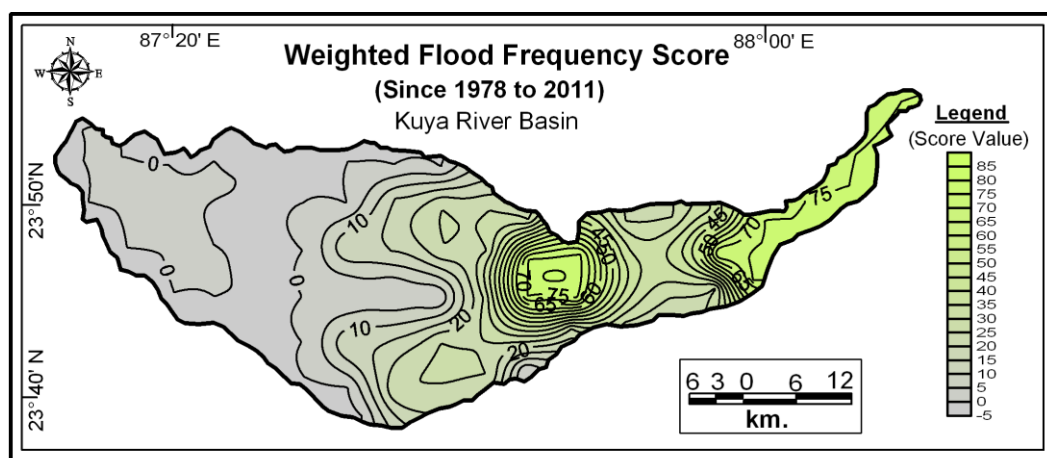 87° 20' E
88° 00' E
Weighted Flood Frequency Score
(Since 1978 to 2011)
Kuya River Basin
N
W E
S
Legend
(Score Value)
85
80
75
70
65
60
55
50
45
40
35
30
25
20
15
10
5
0
-5
23° 50'N
23° 40' N
0
0
0
10
10
20
20
45
50
60
65
70
75
45
50
70
75
6 3 0 6 12
km.